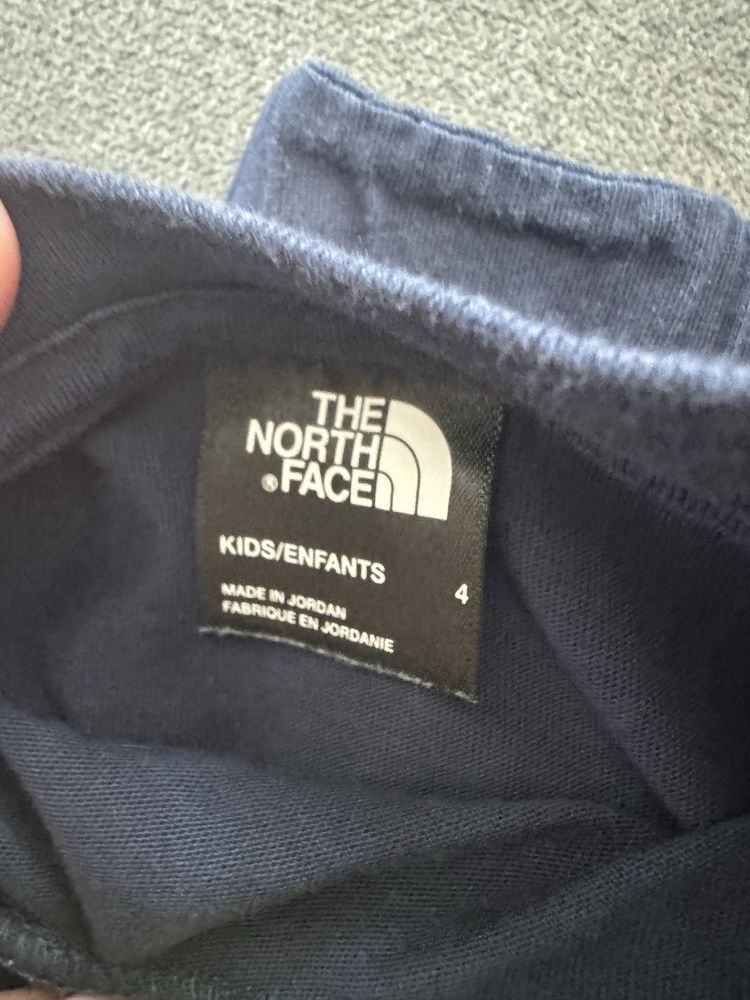 THE
NORTH
®FACE
KIDS/ENFANTS
4
MADE IN JORDAN
FABRIQUE EN JORDANIE